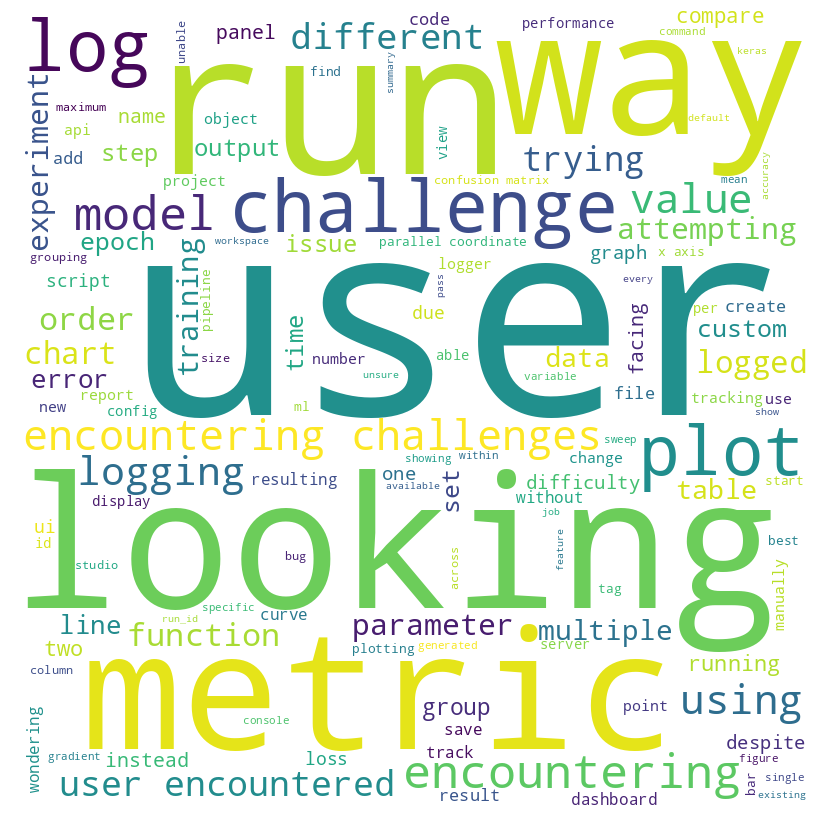 log
unable
panel
different
code
summary
performance
compare
command
keras
run
way
find
maximum
api
name
object
default
experiment
add
step
output
view
trying
accuracy
project
confusion matrix
mean
model
challenge
value
attempting
epoch
workspace
issue
parallel coordinate
graph
x axis
grouping
script
training
pipeline
logger
pass
every
user
order
time
due
facing
per
create
custom
chart
size
number
able
data
logged
error
report
unsure
variable
file
tracking
use
new
config
ml
show
encountering challenges
sweep
plot
logging
resulting
showing
within
change
one
available
set
difficulty
table
start
display
without
ui
looking
job
id
studio
bug
across
feature
best
manually
tag
specific
run_id
curve
line
function
parameter
multiple
two
plotting
generated
server
running
column
metric
group
save
point
using
wondering
console
track
despite
gradient
instead
loss
encountering
figure
user encountered
result
dashboard
bar
single
existing